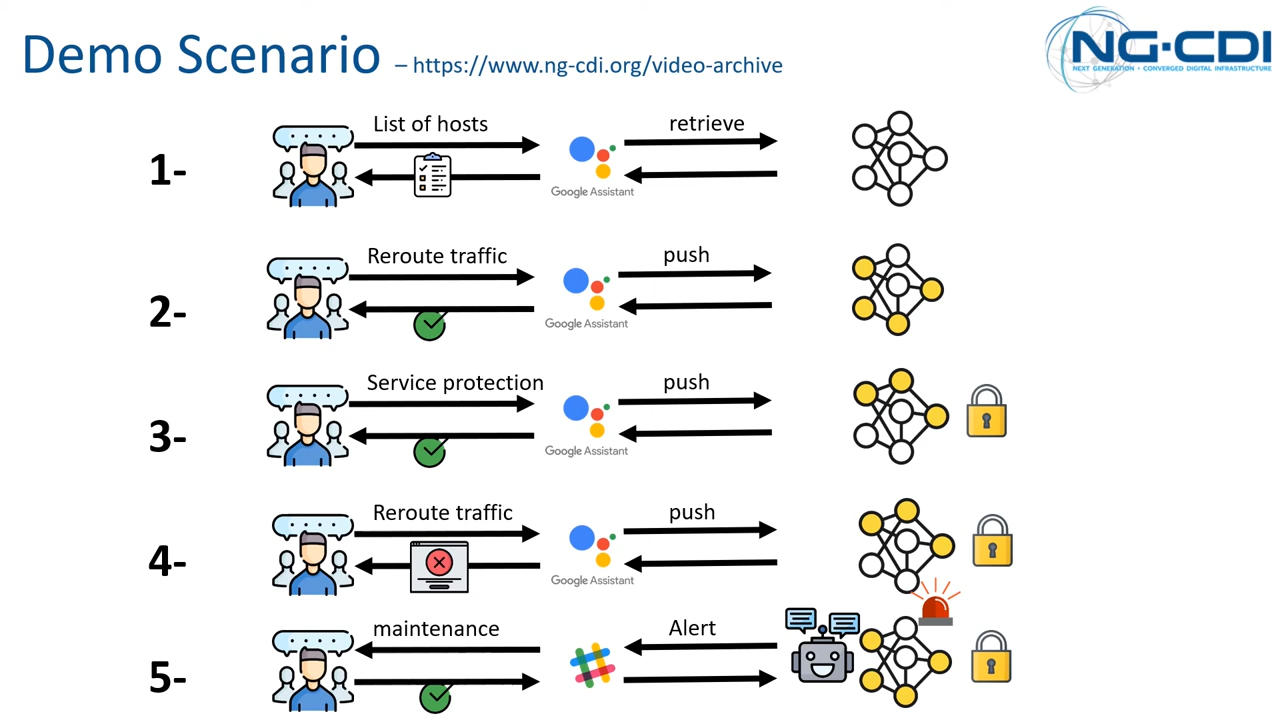 Demo Scenario – https://www.ng-cdi.org/video-archive
NG-CDI
NEXT GENERATION • CONVERGED DIGITAL INFRASTRUCTURE
1-
List of hosts
retrieve
Google Assistant
2-
Reroute traffic
push
Google Assistant
3-
Service protection
push
Google Assistant
4-
Reroute traffic
push
Google Assistant
5-
maintenance
Alert